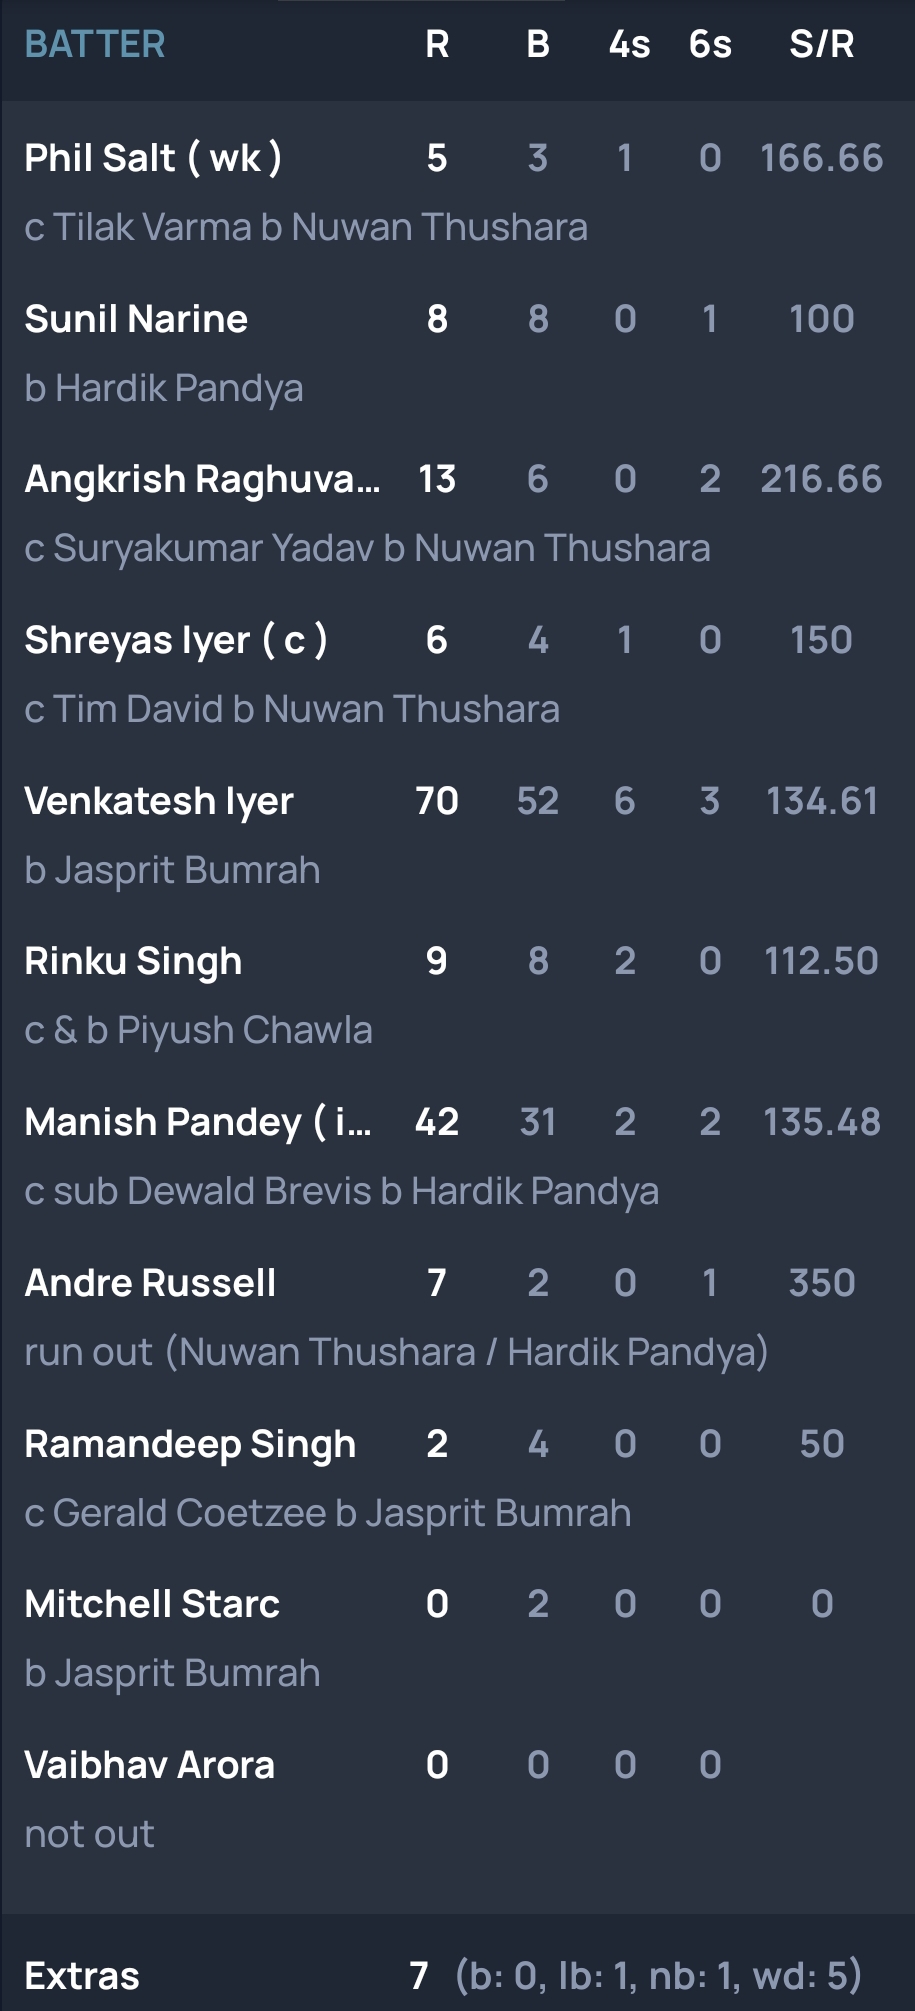 BATTER R B 4s 6s S/R
Phil Salt ( wk ) 5 3 1 0 166.66
c Tilak Varma b Nuwan Thushara
Sunil Narine 8 8 0 1 100
b Hardik Pandya
Angkrish Raghuva... 13 6 0 2 216.66
c Suryakumar Yadav b Nuwan Thushara
Shreyas Iyer ( c ) 6 4 1 0 150
c Tim David b Nuwan Thushara
Venkatesh Iyer 70 52 6 3 134.61
b Jasprit Bumrah
Rinku Singh 9 8 2 0 112.50
c & b Piyush Chawla
Manish Pandey ( i... 42 31 2 2 135.48
c sub Dewald Brevis b Hardik Pandya
Andre Russell 7 2 0 1 350
run out (Nuwan Thushara / Hardik Pandya)
Ramandeep Singh 2 4 0 0 50
c Gerald Coetzee b Jasprit Bumrah
Mitchell Starc 0 2 0 0 0
b Jasprit Bumrah
Vaibhav Arora 0 0 0 0
not out
Extras 7 (b: 0, lb: 1, nb: 1, wd: 5)